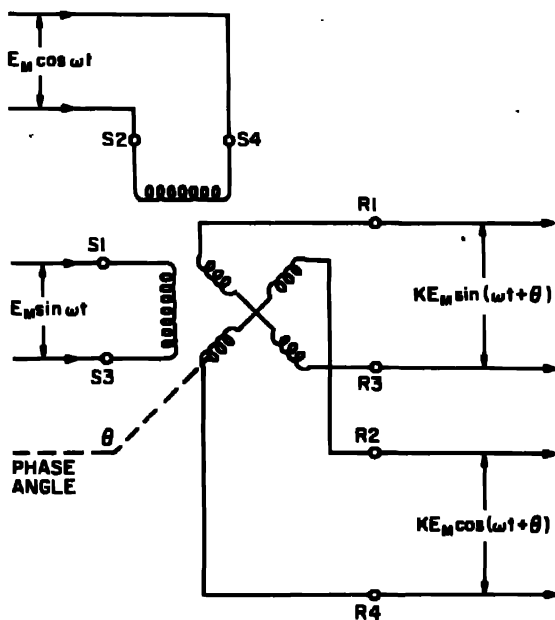 E_M cos ωt
S2
S4
R1
S1
E_M sin ωt
KE_M sin (ωt+θ)
S3
R3
θ
R2
PHASE
ANGLE
KE_M cos (ωt+θ)
R4